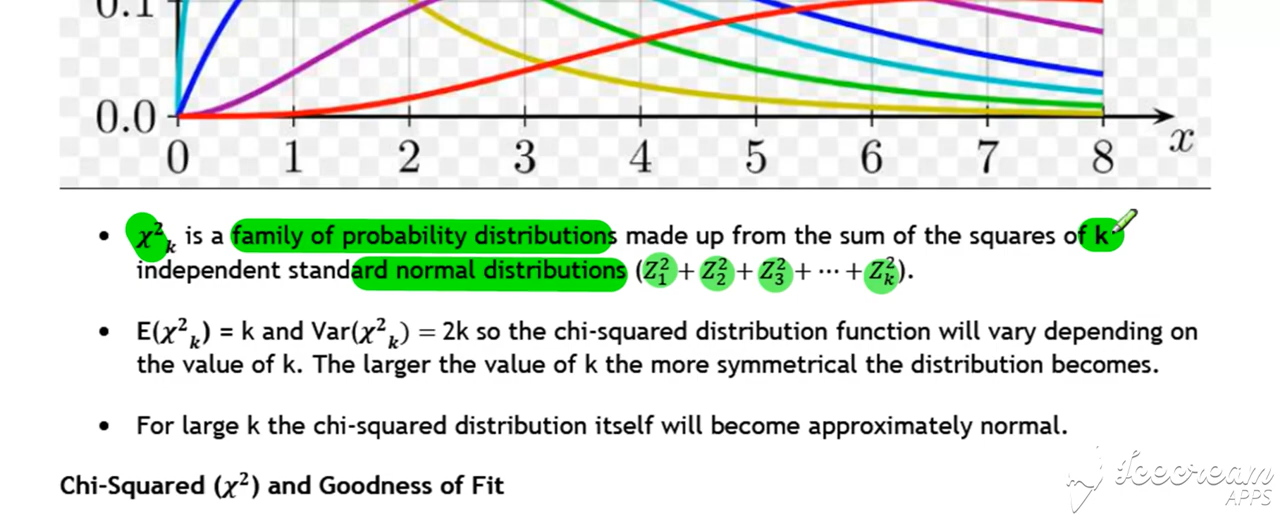 0.1
0.0
0 1 2 3 4 5 6 7 8 x
• χ²ₖ is a family of probability distributions made up from the sum of the squares of k
independent standard normal distributions (Z₁² + Z₂² + Z₃² + ⋯ + Zₖ²).
• E(χ²ₖ) = k and Var(χ²ₖ) = 2k so the chi-squared distribution function will vary depending on
the value of k. The larger the value of k the more symmetrical the distribution becomes.
• For large k the chi-squared distribution itself will become approximately normal.
Chi-Squared (χ²) and Goodness of Fit
Icecream
APPS